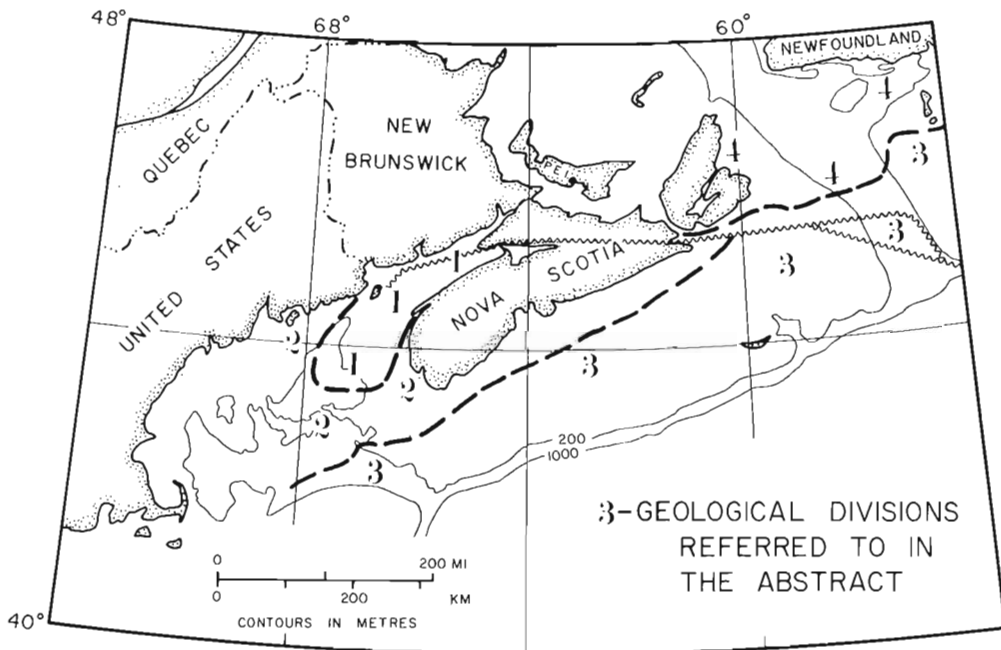 48°
68°
60°
NEWFOUNDLAND
4
QUEBEC
NEW
BRUNSWICK
PEI
4
4
3
UNITED STATES
1
NOVA SCOTIA
3
3
1
2
1
2
3
2
3
200
1000
3-GEOLOGICAL DIVISIONS
REFERRED TO IN
THE ABSTRACT
0 200 MI
0 200 KM
CONTOURS IN METRES
40°